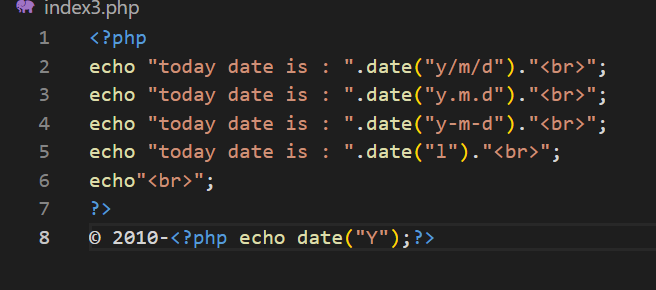 index3.php
1 <?php
2 echo "today date is : ".date("y/m/d")."<br>";
3 echo "today date is : ".date("y.m.d")."<br>";
4 echo "today date is : ".date("y-m-d")."<br>";
5 echo "today date is : ".date("l")."<br>";
6 echo"<br>";
7 ?>
8 © 2010-<?php echo date("Y");?>